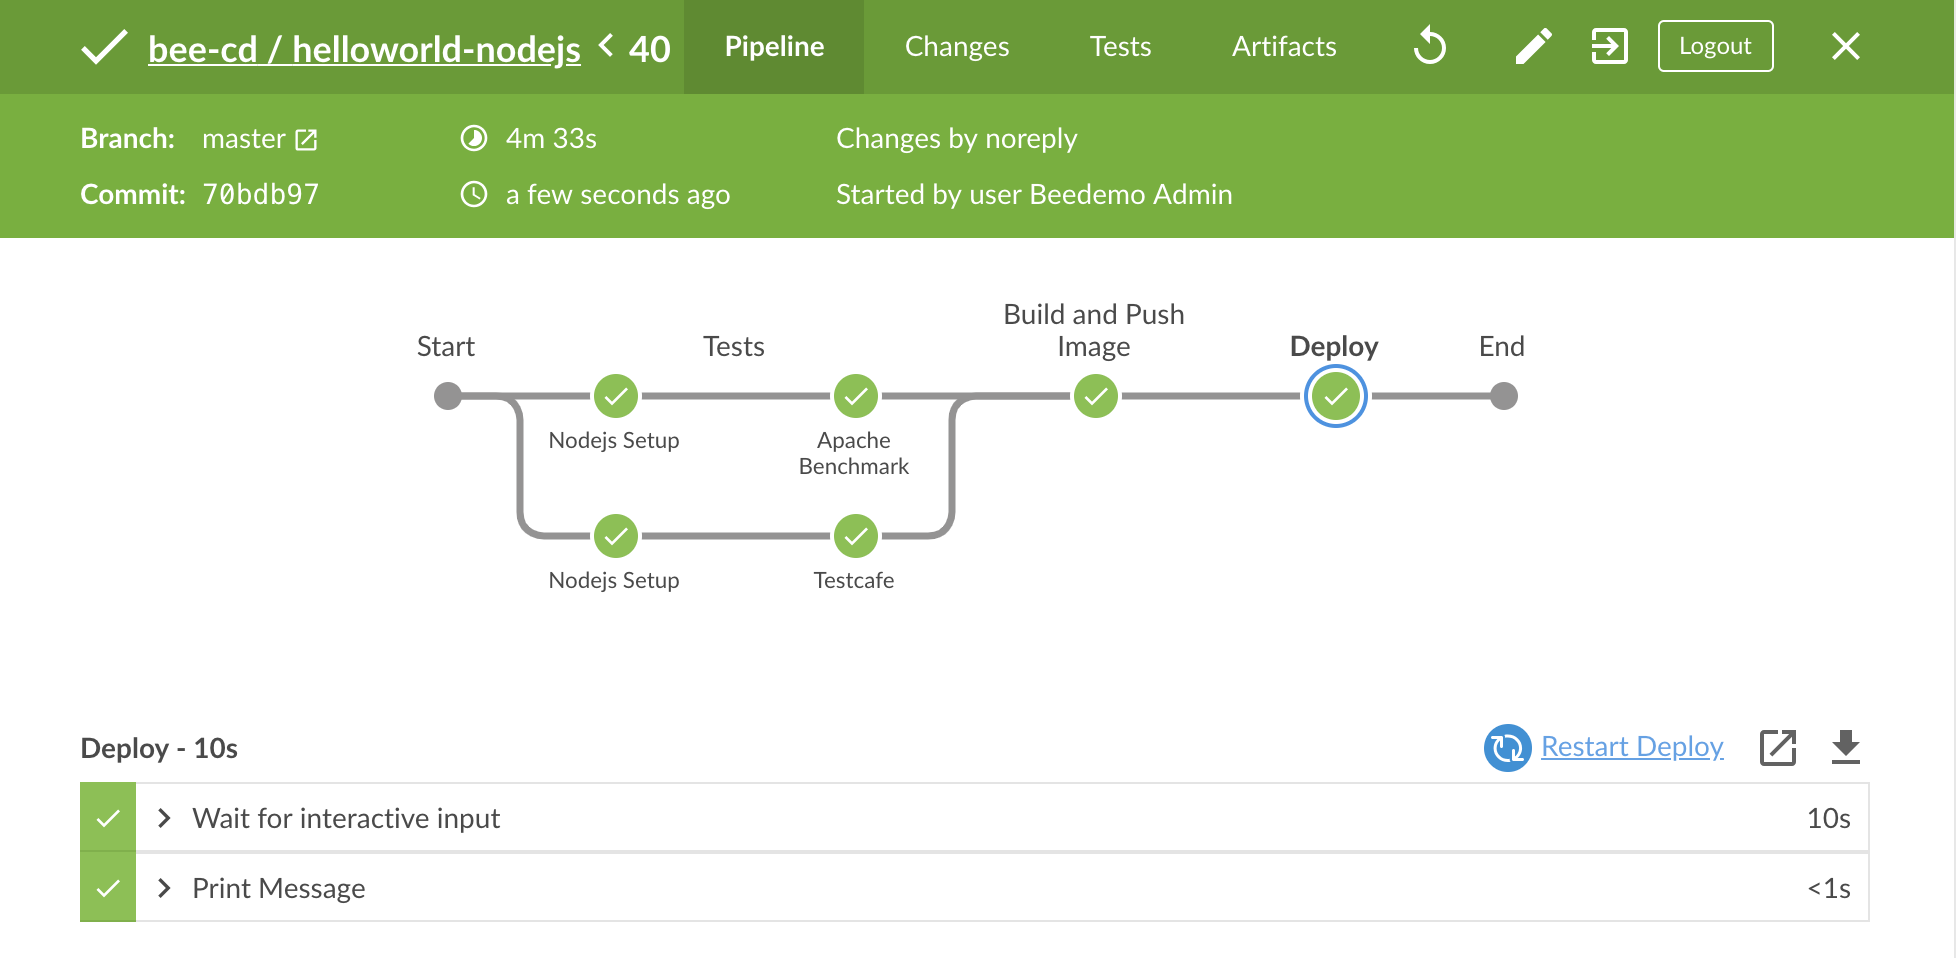 bee-cd / helloworld-nodejs < 40 Pipeline Changes Tests Artifacts Logout
Branch: master 4m 33s Changes by noreply
Commit: 70bdb97 a few seconds ago Started by user Beedemo Admin
Build and Push
Start Tests Image Deploy End
Nodejs Setup Apache
Benchmark
Nodejs Setup Testcafe
Deploy - 10s Restart Deploy
Wait for interactive input 10s
Print Message <1s